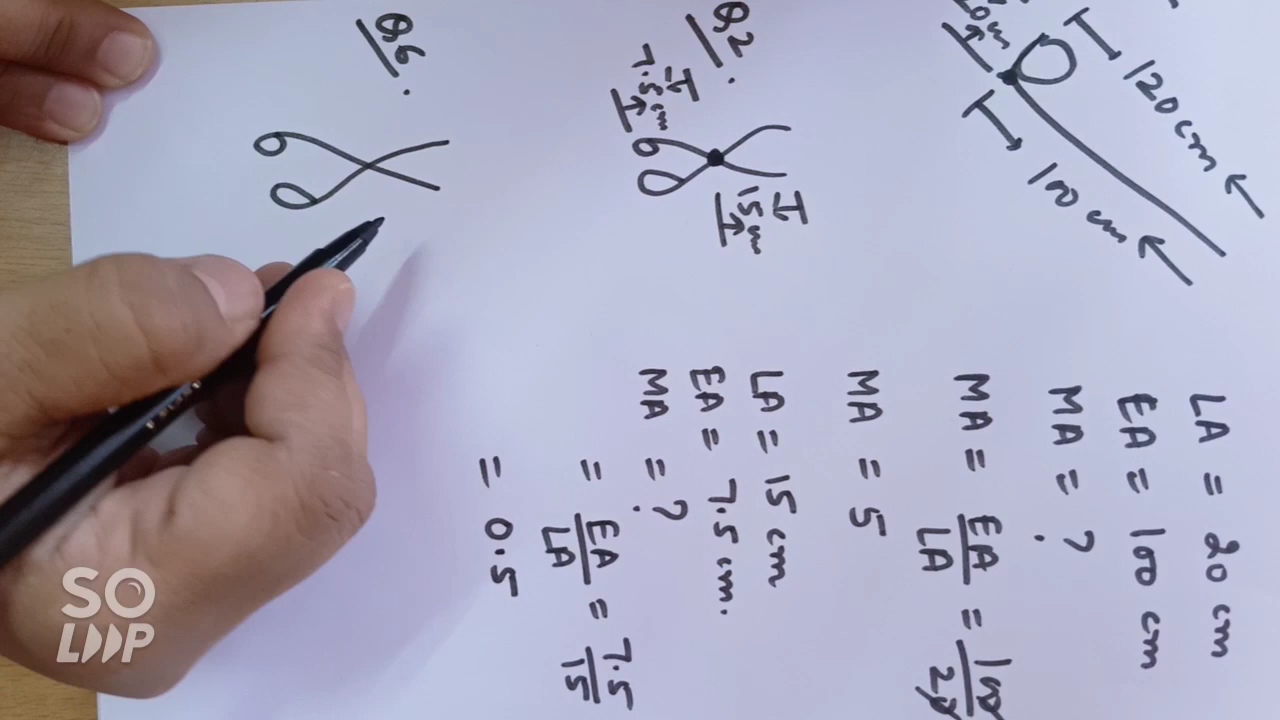 120 cm
100 cm
LA = 20 cm
EA = 100 cm
MA = ?
MA = EA/LA = 100/20
MA = 5
Q2.
7.5 cm
15 cm
LA = 15 cm
EA = 7.5 cm.
MA = ?
= EA/LA = 7.5/15
= 0.5
Q6.
SO
LOOP